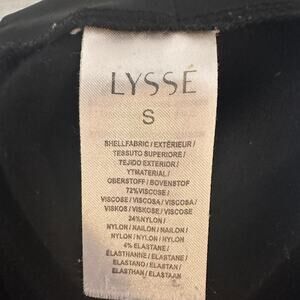 LYSSE
S
SHELLFABRIC / EXTÉRIEUR /
TESSUTO SUPERIORE /
TEJIDO EXTERIOR /
YTMATERIAL /
OBERSTOFF / BOVENSTOF
72%VISCOSE /
VISCOSE / VISCOSA / VISCOSA /
VISKOS / VISKOSE / VISCOSE
24%NYLON /
NYLON / NAILON / NAILON /
NYLON / NYLON / NYLON
4% ELASTANE /
ELASTHANNE / ELASTANE /
ELASTANO / ELASTAN /
ELASTHAN / ELASTAAN